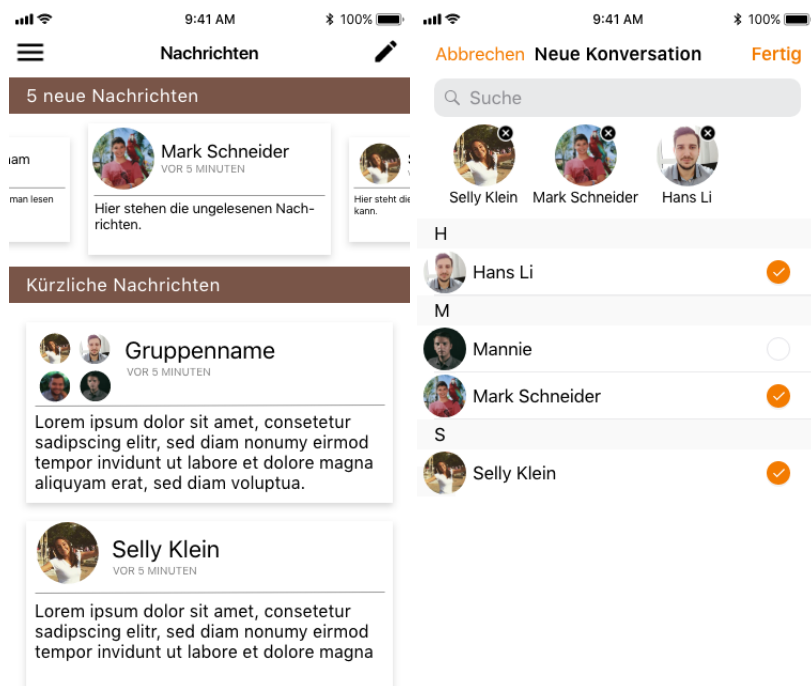 9:41 AM
100%
Nachrichten
5 neue Nachrichten
am
man lesen
Mark Schneider
VOR 5 MINUTEN
Hier stehen die ungelesenen Nach-
richten.
Hier steht die
kann.
Kürzliche Nachrichten
Gruppenname
VOR 5 MINUTEN
Lorem ipsum dolor sit amet, consetetur
sadipscing elitr, sed diam nonumy eirmod
tempor invidunt ut labore et dolore magna
aliquyam erat, sed diam voluptua.
Selly Klein
VOR 5 MINUTEN
Lorem ipsum dolor sit amet, consetetur
sadipscing elitr, sed diam nonumy eirmod
tempor invidunt ut labore et dolore magna
9:41 AM
100%
Abbrechen Neue Konversation Fertig
Suche
Selly Klein Mark Schneider Hans Li
H
Hans Li
M
Mannie
Mark Schneider
S
Selly Klein